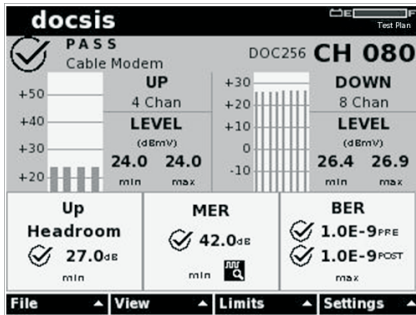 docsis
E F
Test Plan
PASS
Cable Modem
DOC256 CH 080
+50
+40
+30
+20
UP
4 Chan
LEVEL
(dBmV)
24.0 24.0
min max
+30
+20
+10
0
-10
DOWN
8 Chan
LEVEL
(dBmV)
26.4 26.9
min max
Up
Headroom
27.0dB
min
MER
42.0dB
min
BER
1.0E-9PRE
1.0E-9POST
max
File View Limits Settings